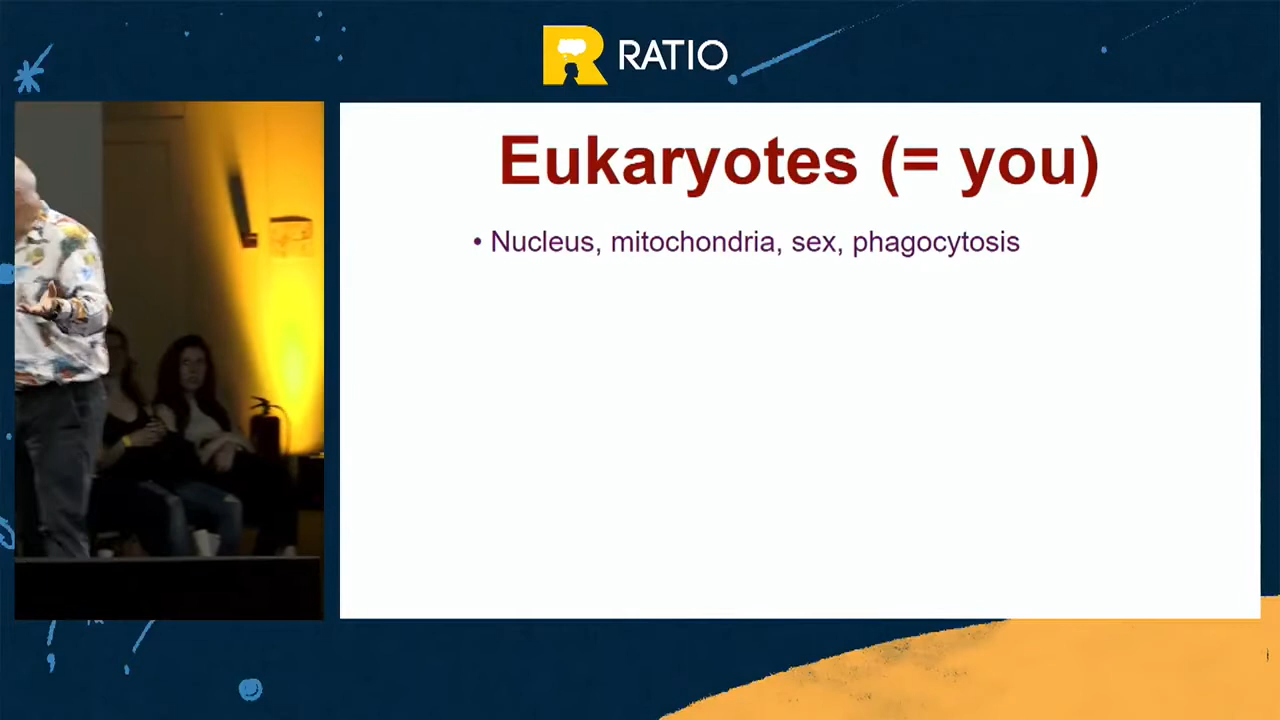 RATIO
Eukaryotes (= you)
• Nucleus, mitochondria, sex, phagocytosis